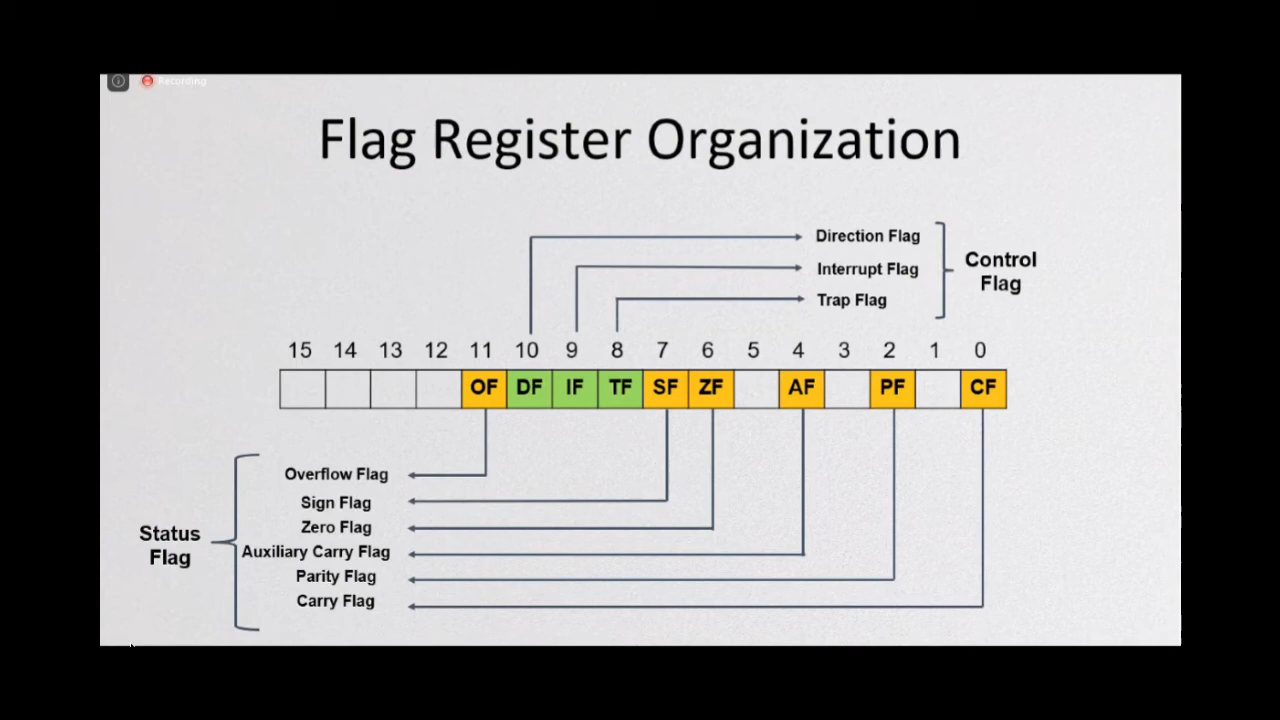 Recording
Flag Register Organization
Direction Flag
Interrupt Flag
Trap Flag
Control
Flag
15 14 13 12 11 10 9 8 7 6 5 4 3 2 1 0
OF DF IF TF SF ZF AF PF CF
Overflow Flag
Sign Flag
Zero Flag
Auxiliary Carry Flag
Parity Flag
Carry Flag
Status
Flag